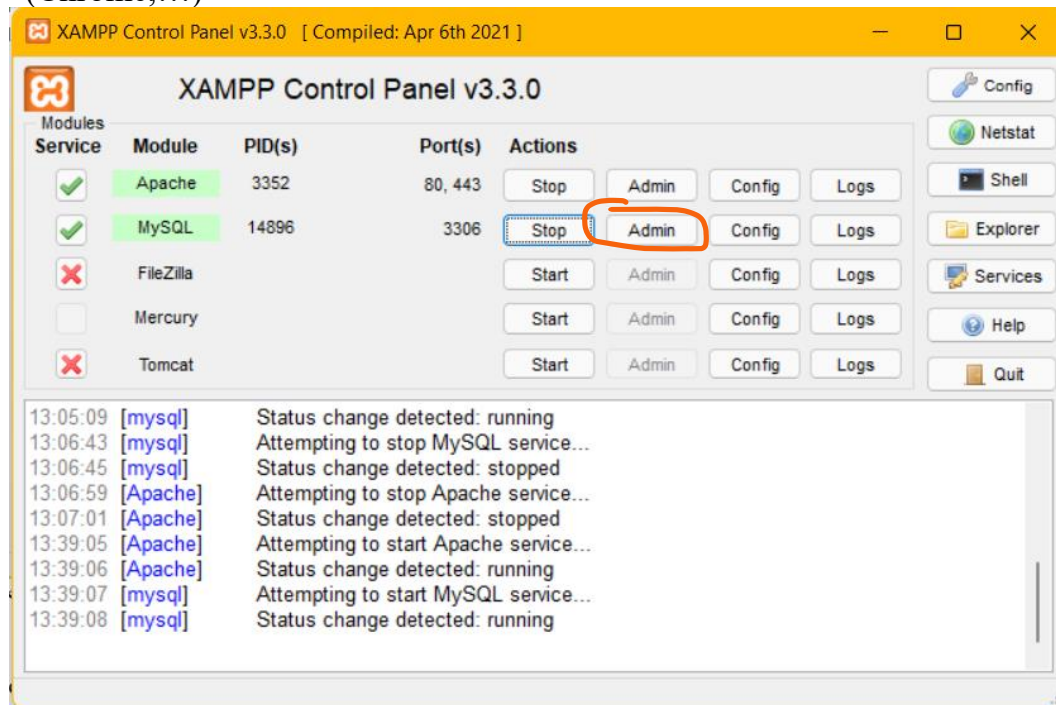 XAMPP Control Panel v3.3.0 [ Compiled: Apr 6th 2021 ]
XAMPP Control Panel v3.3.0
Config
Modules
Service Module PID(s) Port(s) Actions
Netstat
Apache 3352 80, 443 Stop Admin Config Logs
Shell
MySQL 14896 3306 Stop Admin Config Logs
Explorer
FileZilla Start Admin Config Logs
Services
Mercury Start Admin Config Logs
Help
Tomcat Start Admin Config Logs
Quit
13:05:09 [mysql] Status change detected: running
13:06:43 [mysql] Attempting to stop MySQL service...
13:06:45 [mysql] Status change detected: stopped
13:06:59 [Apache] Attempting to stop Apache service...
13:07:01 [Apache] Status change detected: stopped
13:39:05 [Apache] Attempting to start Apache service...
13:39:06 [Apache] Status change detected: running
13:39:07 [mysql] Attempting to start MySQL service...
13:39:08 [mysql] Status change detected: running